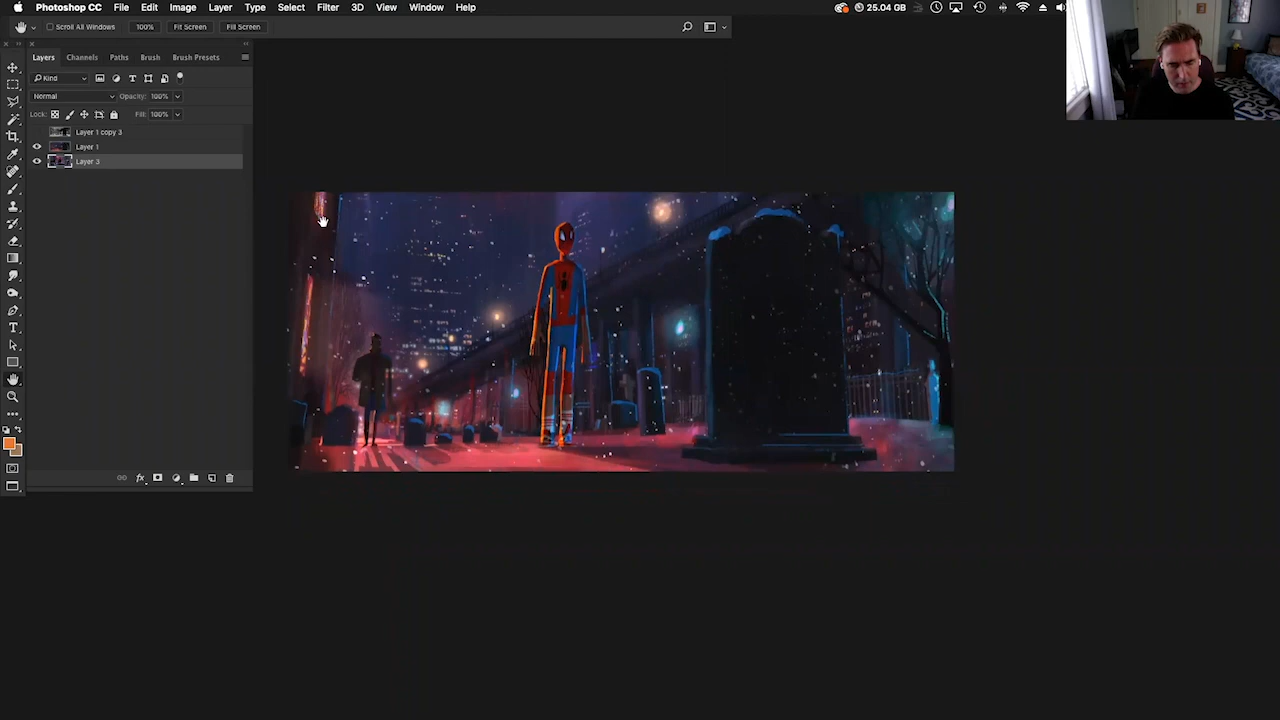 Photoshop CC File Edit Image Layer Type Select Filter 3D View Window Help 25.04 GB
Scroll All Windows 100% Fit Screen Fill Screen
Layers Channels Paths Brush Brush Presets
Kind
Normal Opacity: 100%
Lock: Fill: 100%
Layer 1 copy 3
Layer 1
Layer 3